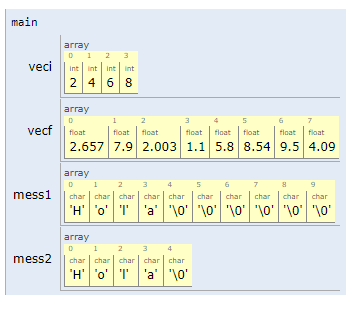 main
veci
array
0 1 2 3
int int int int
2 4 6 8
vecf
array
0 1 2 3 4 5 6 7
float float float float float float float float
2.657 7.9 2.003 1.1 5.8 8.54 9.5 4.09
mess1
array
0 1 2 3 4 5 6 7 8 9
char char char char char char char char char char
'H' 'o' 'l' 'a' '\0' '\0' '\0' '\0' '\0' '\0'
mess2
array
0 1 2 3 4
char char char char char
'H' 'o' 'l' 'a' '\0'